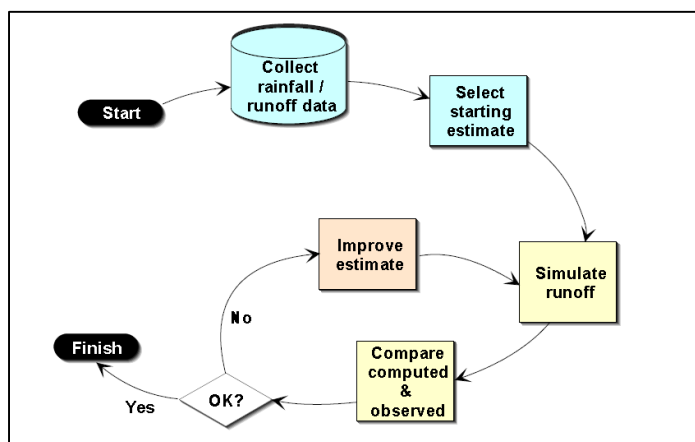 Start
Collect
rainfall /
runoff data
Select
starting
estimate
Improve
estimate
Simulate
runoff
No
Finish
Compare
computed
&
observed
OK?
Yes